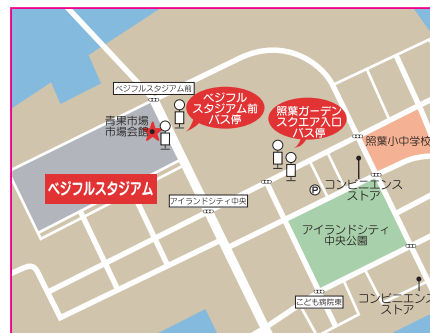 ベジフルスタジアム前
ベジフル
スタジアム前
バス停
青果市場
市場会館
照葉ガーデン
スクエア入口
バス停
照葉小中学校
ベジフルスタジアム
アイランドシティ中央
P
コンビニエンス
ストア
アイランドシティ
中央公園
こども病院東
コンビニエンス
ストア